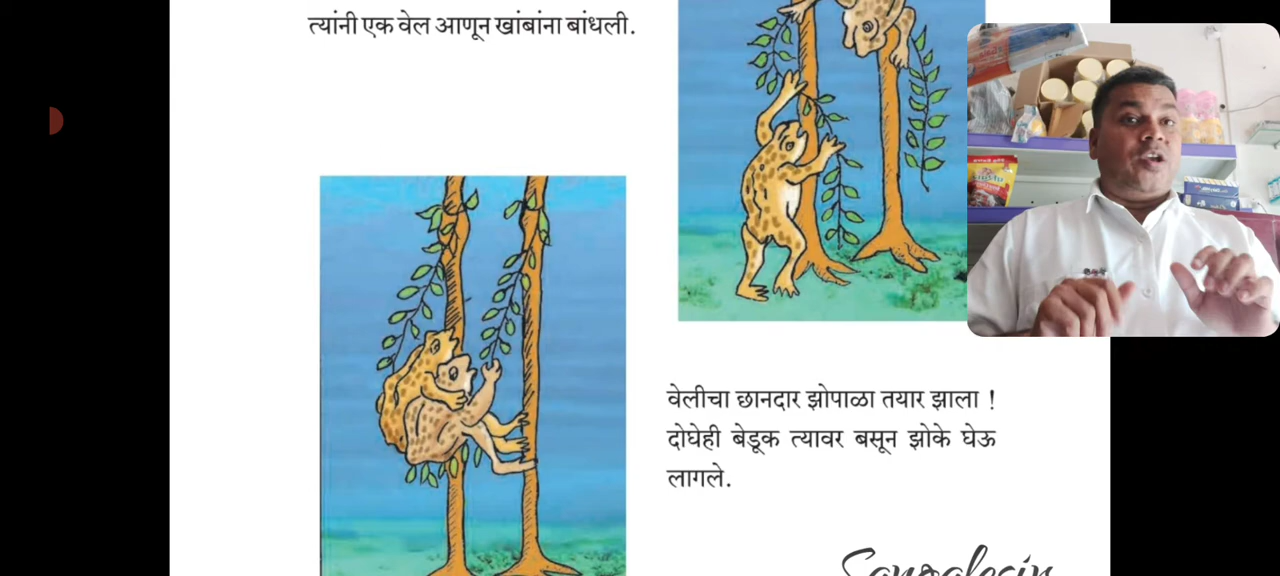 त्यांनी एक वेल आणून खांबांना बांधली.
वेलीचा छानदार झोपाळा तयार झाला !
दोघेही बेडूक त्यावर बसून झोके घेऊ
लागले.